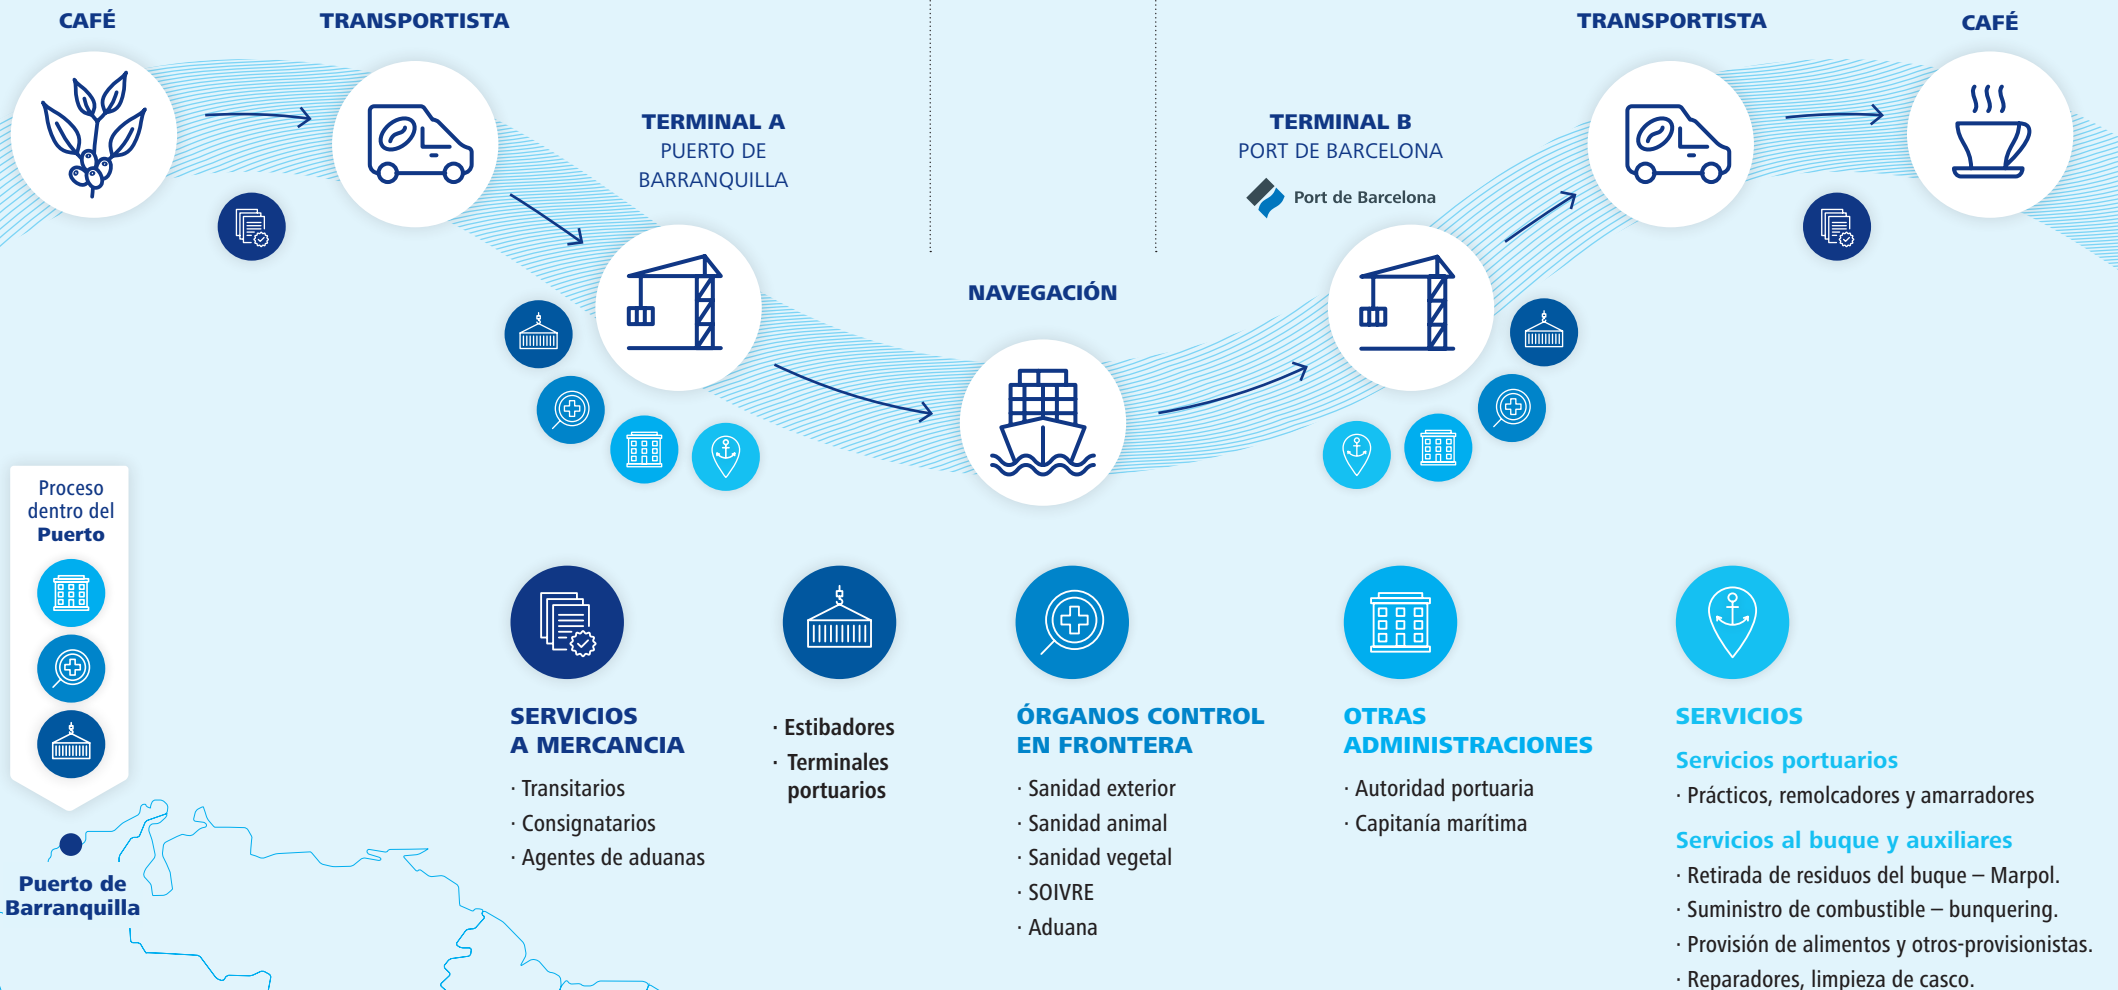 CAFÉ
TRANSPORTISTA
TERMINAL A
PUERTO DE
BARRANQUILLA
NAVEGACIÓN
TERMINAL B
PORT DE BARCELONA
Port de Barcelona
TRANSPORTISTA
CAFÉ
Proceso
dentro del
Puerto
Puerto de
Barranquilla
SERVICIOS
A MERCANCIA
· Transitarios
· Consignatarios
· Agentes de aduanas
· Estibadores
· Terminales
portuarios
ÓRGANOS CONTROL
EN FRONTERA
· Sanidad exterior
· Sanidad animal
· Sanidad vegetal
· SOIVRE
· Aduana
OTRAS
ADMINISTRACIONES
· Autoridad portuaria
· Capitanía marítima
SERVICIOS
Servicios portuarios
· Prácticos, remolcadores y amarradores
Servicios al buque y auxiliares
· Retirada de residuos del buque – Marpol.
· Suministro de combustible – bunquering.
· Provisión de alimentos y otros-provisionistas.
· Reparadores, limpieza de casco.